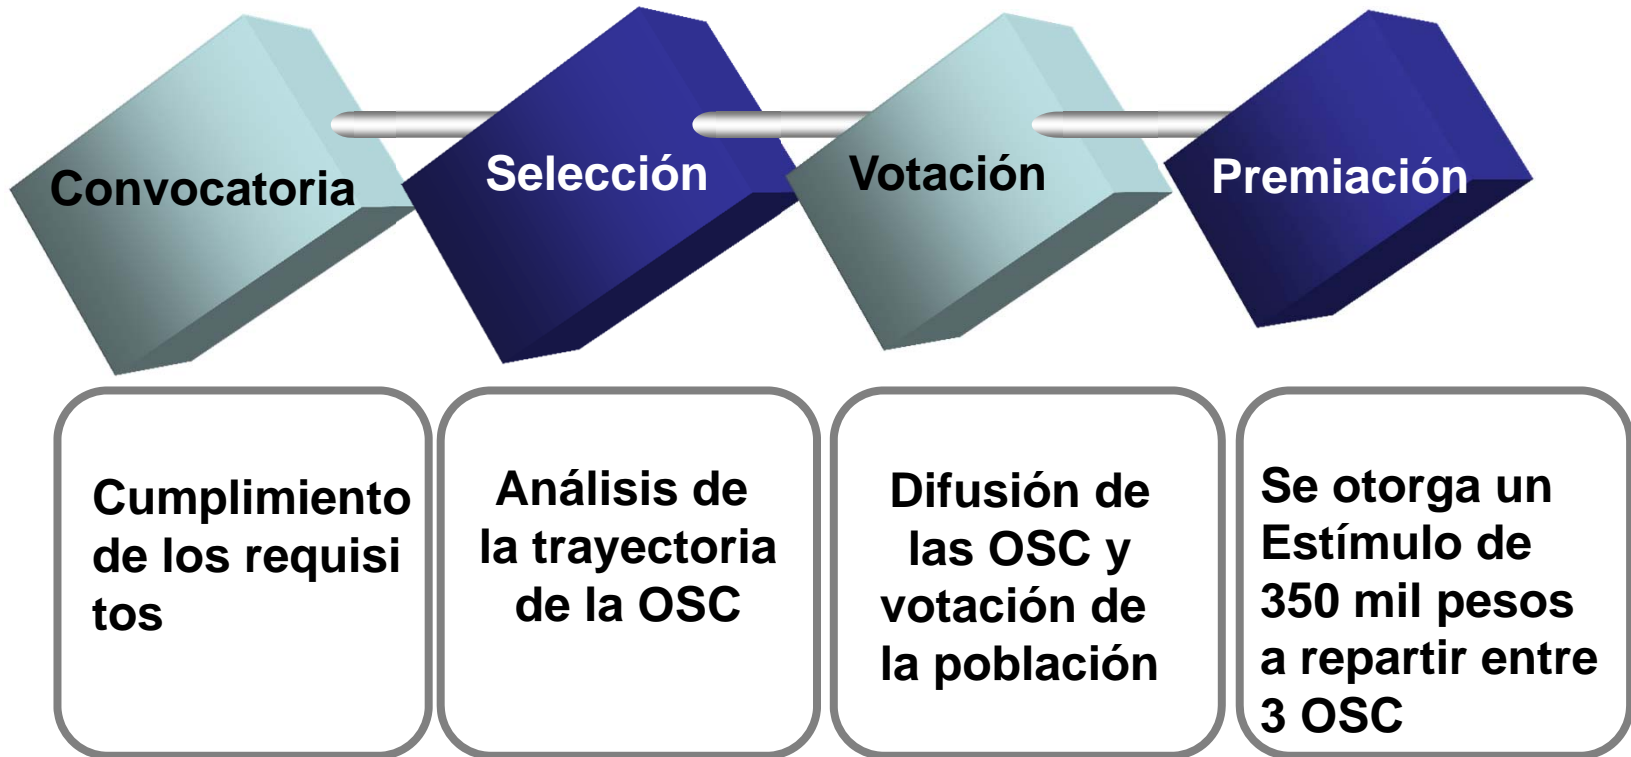 Convocatoria
Selección
Votación
Premiación
Cumplimiento
de los requisi
tos
Análisis de
la trayectoria
de la OSC
Difusión de
las OSC y
votación de
la población
Se otorga un
Estímulo de
350 mil pesos
a repartir entre
3 OSC